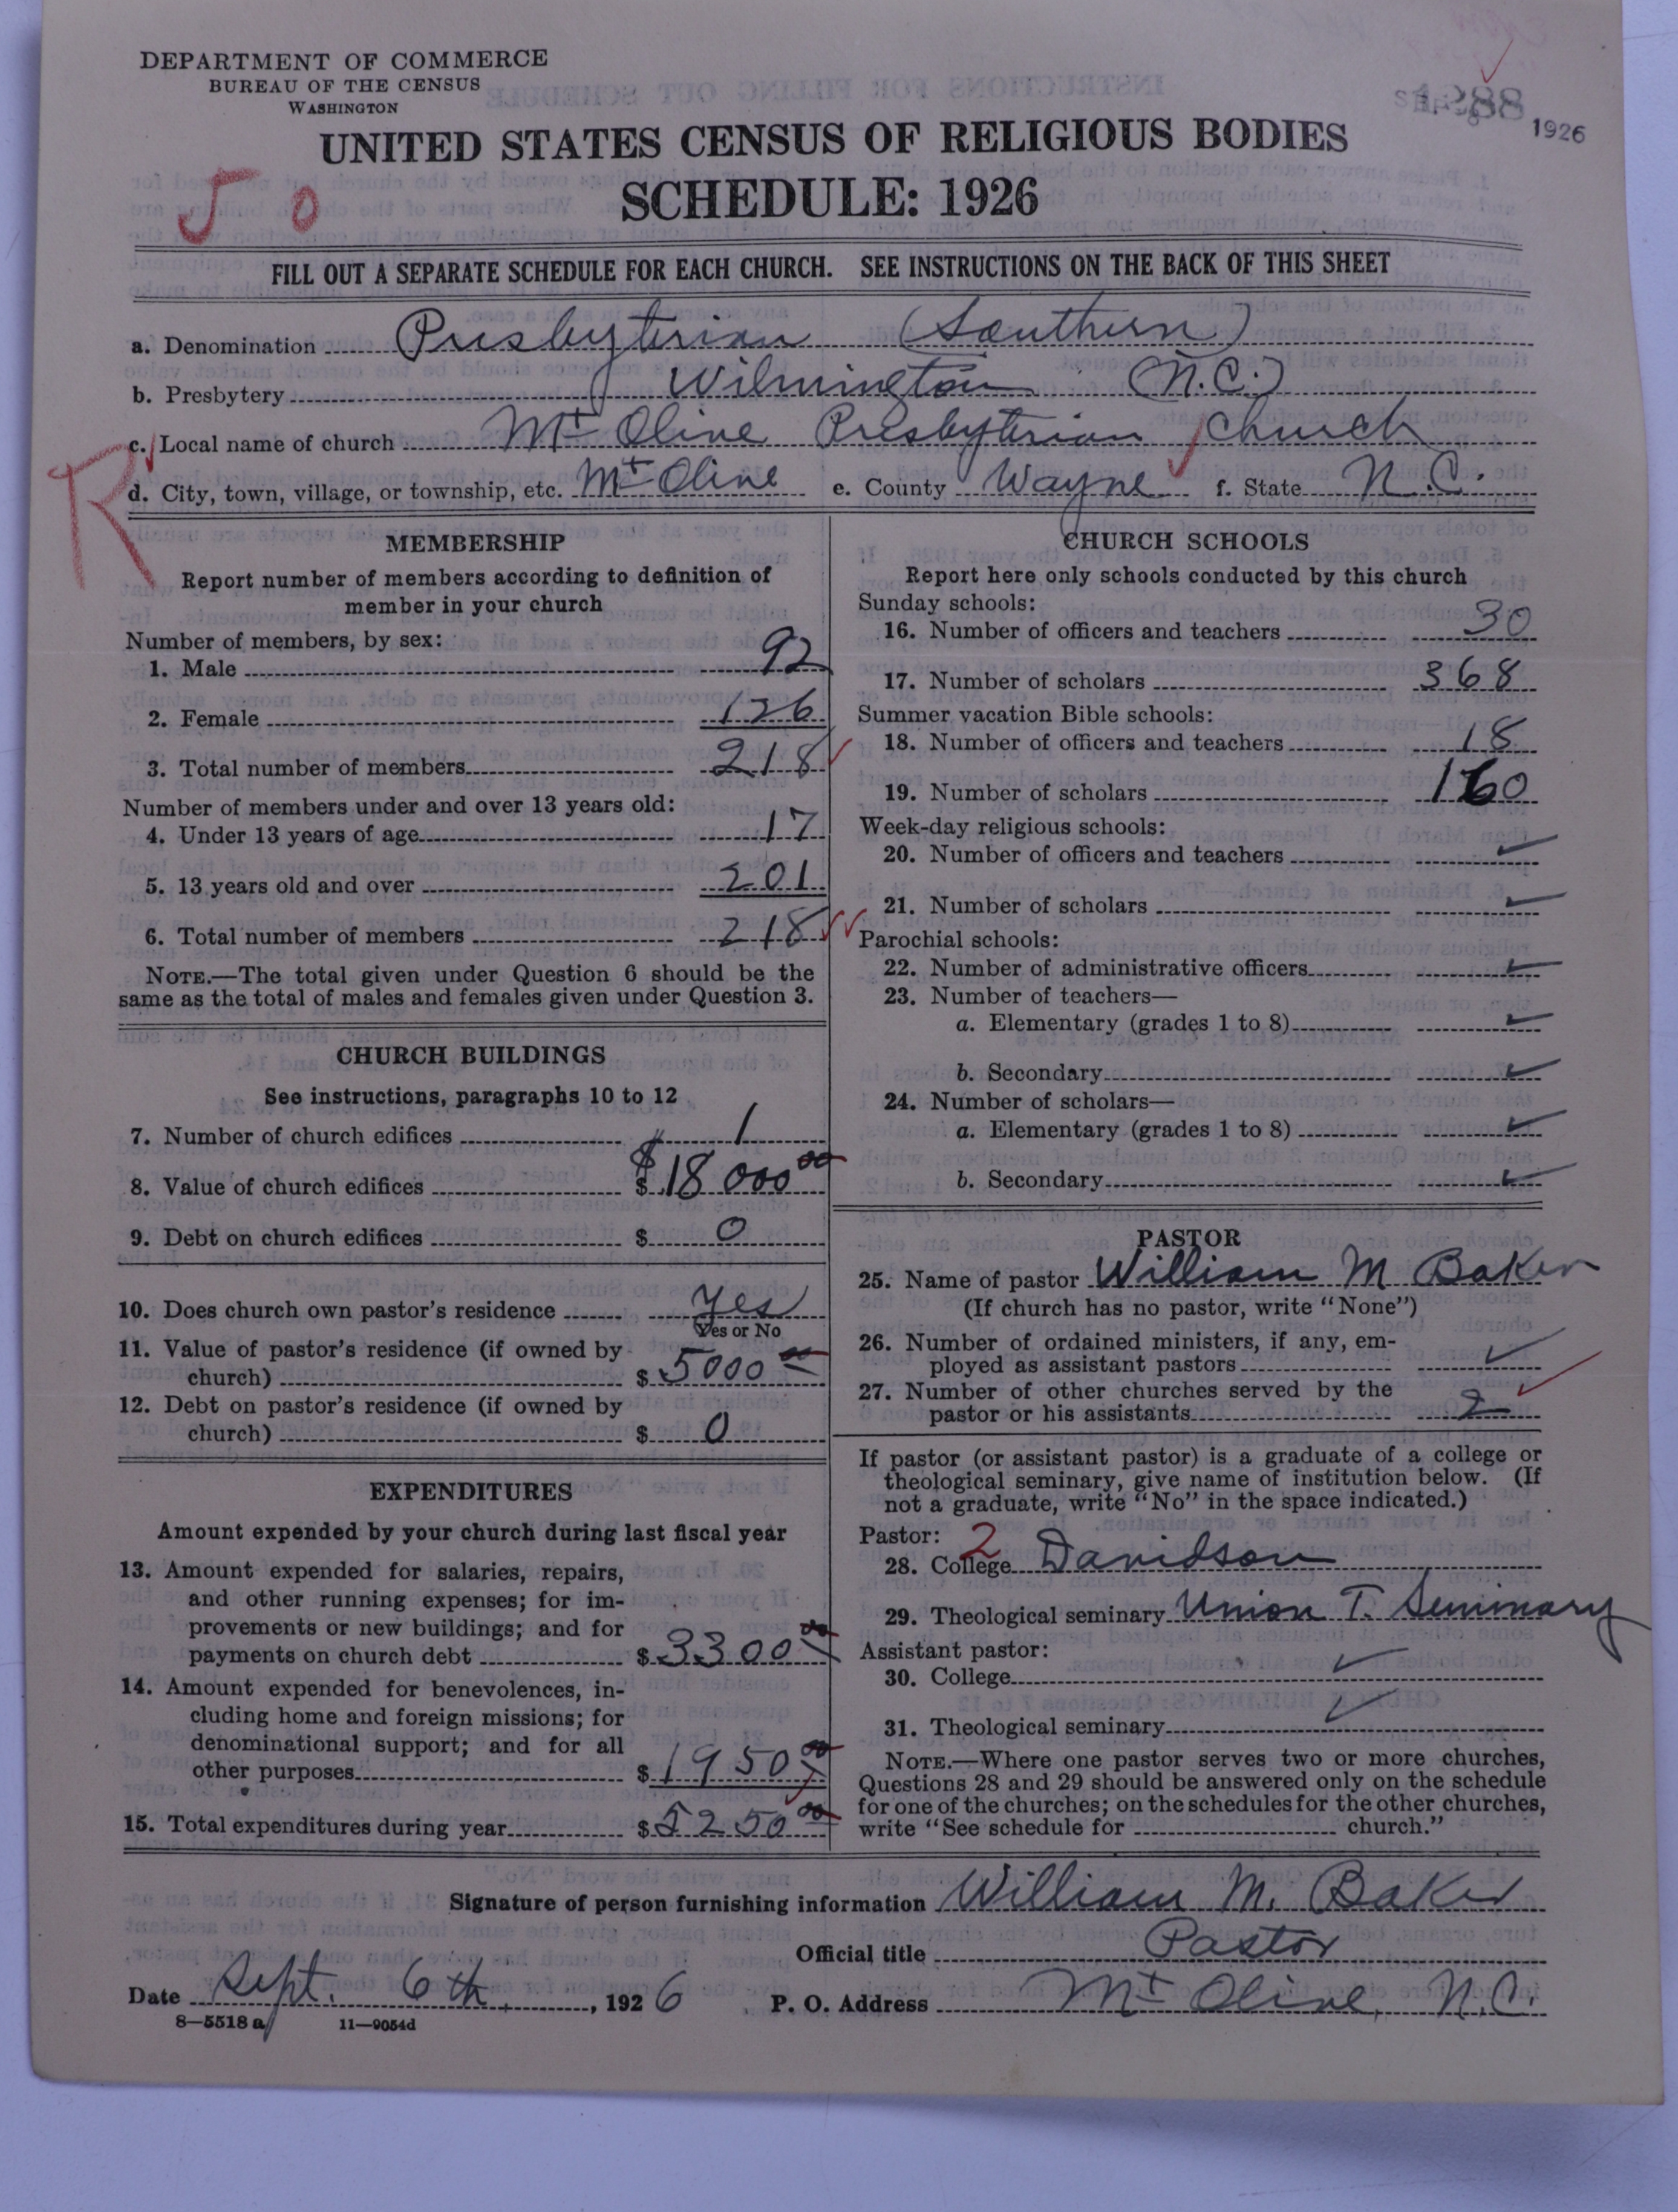 DEPARTMENT OF COMMERCE
BUREAU OF THE CENSUS
WASHINGTON
1288
1926
UNITED STATES CENSUS OF RELIGIOUS BODIES
SCHEDULE: 1926
5 0
FILL OUT A SEPARATE SCHEDULE FOR EACH CHURCH. SEE INSTRUCTIONS ON THE BACK OF THIS SHEET
a. Denomination Presbyterian (Southern)
b. Presbytery Wilmington (N.C.)
c. Local name of church Mt Olive Presbyterian Church
R
d. City, town, village, or township, etc. Mt Olive e. County Wayne f. State N.C.
MEMBERSHIP
Report number of members according to definition of
member in your church
Number of members, by sex:
1. Male 92
2. Female 126
3. Total number of members 218
Number of members under and over 13 years old:
4. Under 13 years of age 17
5. 13 years old and over 201
6. Total number of members 218
NOTE.—The total given under Question 6 should be the
same as the total of males and females given under Question 3.
CHURCH BUILDINGS
See instructions, paragraphs 10 to 12
7. Number of church edifices 1
8. Value of church edifices $ 18 000 00
9. Debt on church edifices $ 0
10. Does church own pastor's residence yes
Yes or No
11. Value of pastor's residence (if owned by
church) $ 5000 00
12. Debt on pastor's residence (if owned by
church) $ 0
EXPENDITURES
Amount expended by your church during last fiscal year
13. Amount expended for salaries, repairs,
and other running expenses; for im-
provements or new buildings; and for
payments on church debt $ 3300 00
14. Amount expended for benevolences, in-
cluding home and foreign missions; for
denominational support; and for all
other purposes $ 1950 00
15. Total expenditures during year $ 5250 00
CHURCH SCHOOLS
Report here only schools conducted by this church
Sunday schools:
16. Number of officers and teachers 30
17. Number of scholars 368
Summer vacation Bible schools:
18. Number of officers and teachers 18
19. Number of scholars 160
Week-day religious schools:
20. Number of officers and teachers
21. Number of scholars
Parochial schools:
22. Number of administrative officers
23. Number of teachers—
a. Elementary (grades 1 to 8)
b. Secondary
24. Number of scholars—
a. Elementary (grades 1 to 8)
b. Secondary
PASTOR
25. Name of pastor William M Baker
(If church has no pastor, write "None")
26. Number of ordained ministers, if any, em-
ployed as assistant pastors
27. Number of other churches served by the
pastor or his assistants 2
If pastor (or assistant pastor) is a graduate of a college or
theological seminary, give name of institution below. (If
not a graduate, write "No" in the space indicated.)
Pastor: 2
28. College Davidson
29. Theological seminary Union T. Seminary
Assistant pastor:
30. College
31. Theological seminary
NOTE.—Where one pastor serves two or more churches,
Questions 28 and 29 should be answered only on the schedule
for one of the churches; on the schedules for the other churches,
write "See schedule for church."
Signature of person furnishing information William M. Baker
Official title Pastor
Date Sept. 6th, 1926 P. O. Address Mt Olive, N.C.
8—5518 a 11—9054d